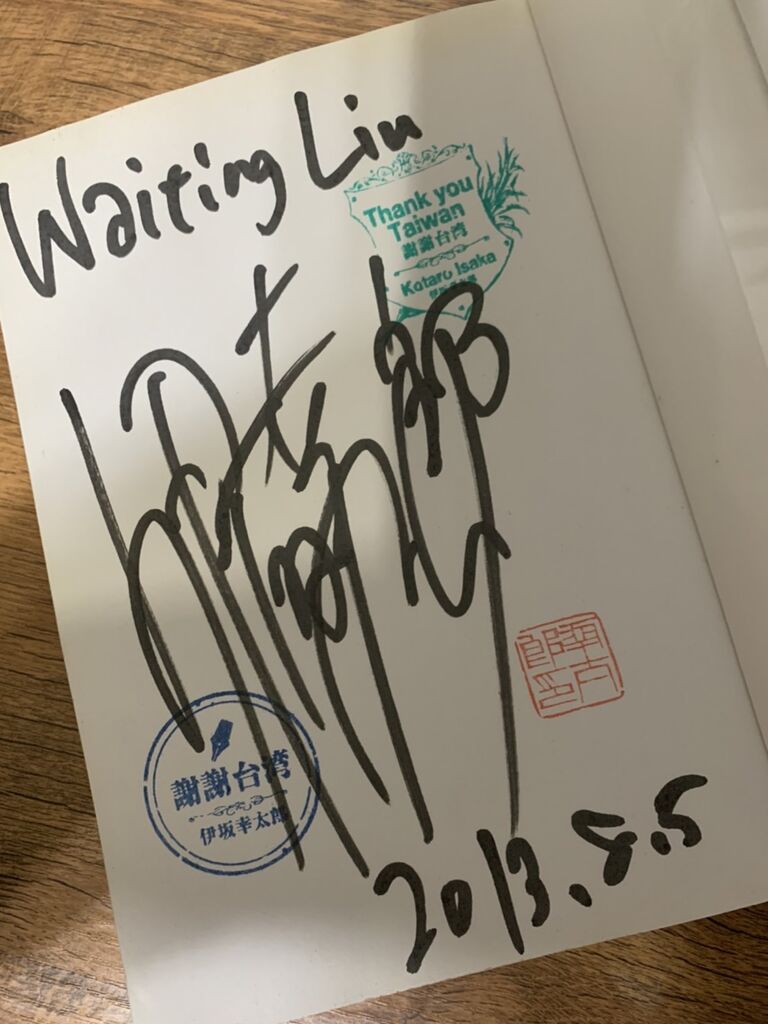 Waiting Liu
Thank you
Taiwan
謝謝台湾
Kotaro Isaka
謝謝台湾
伊坂幸太郎
2013.8.5